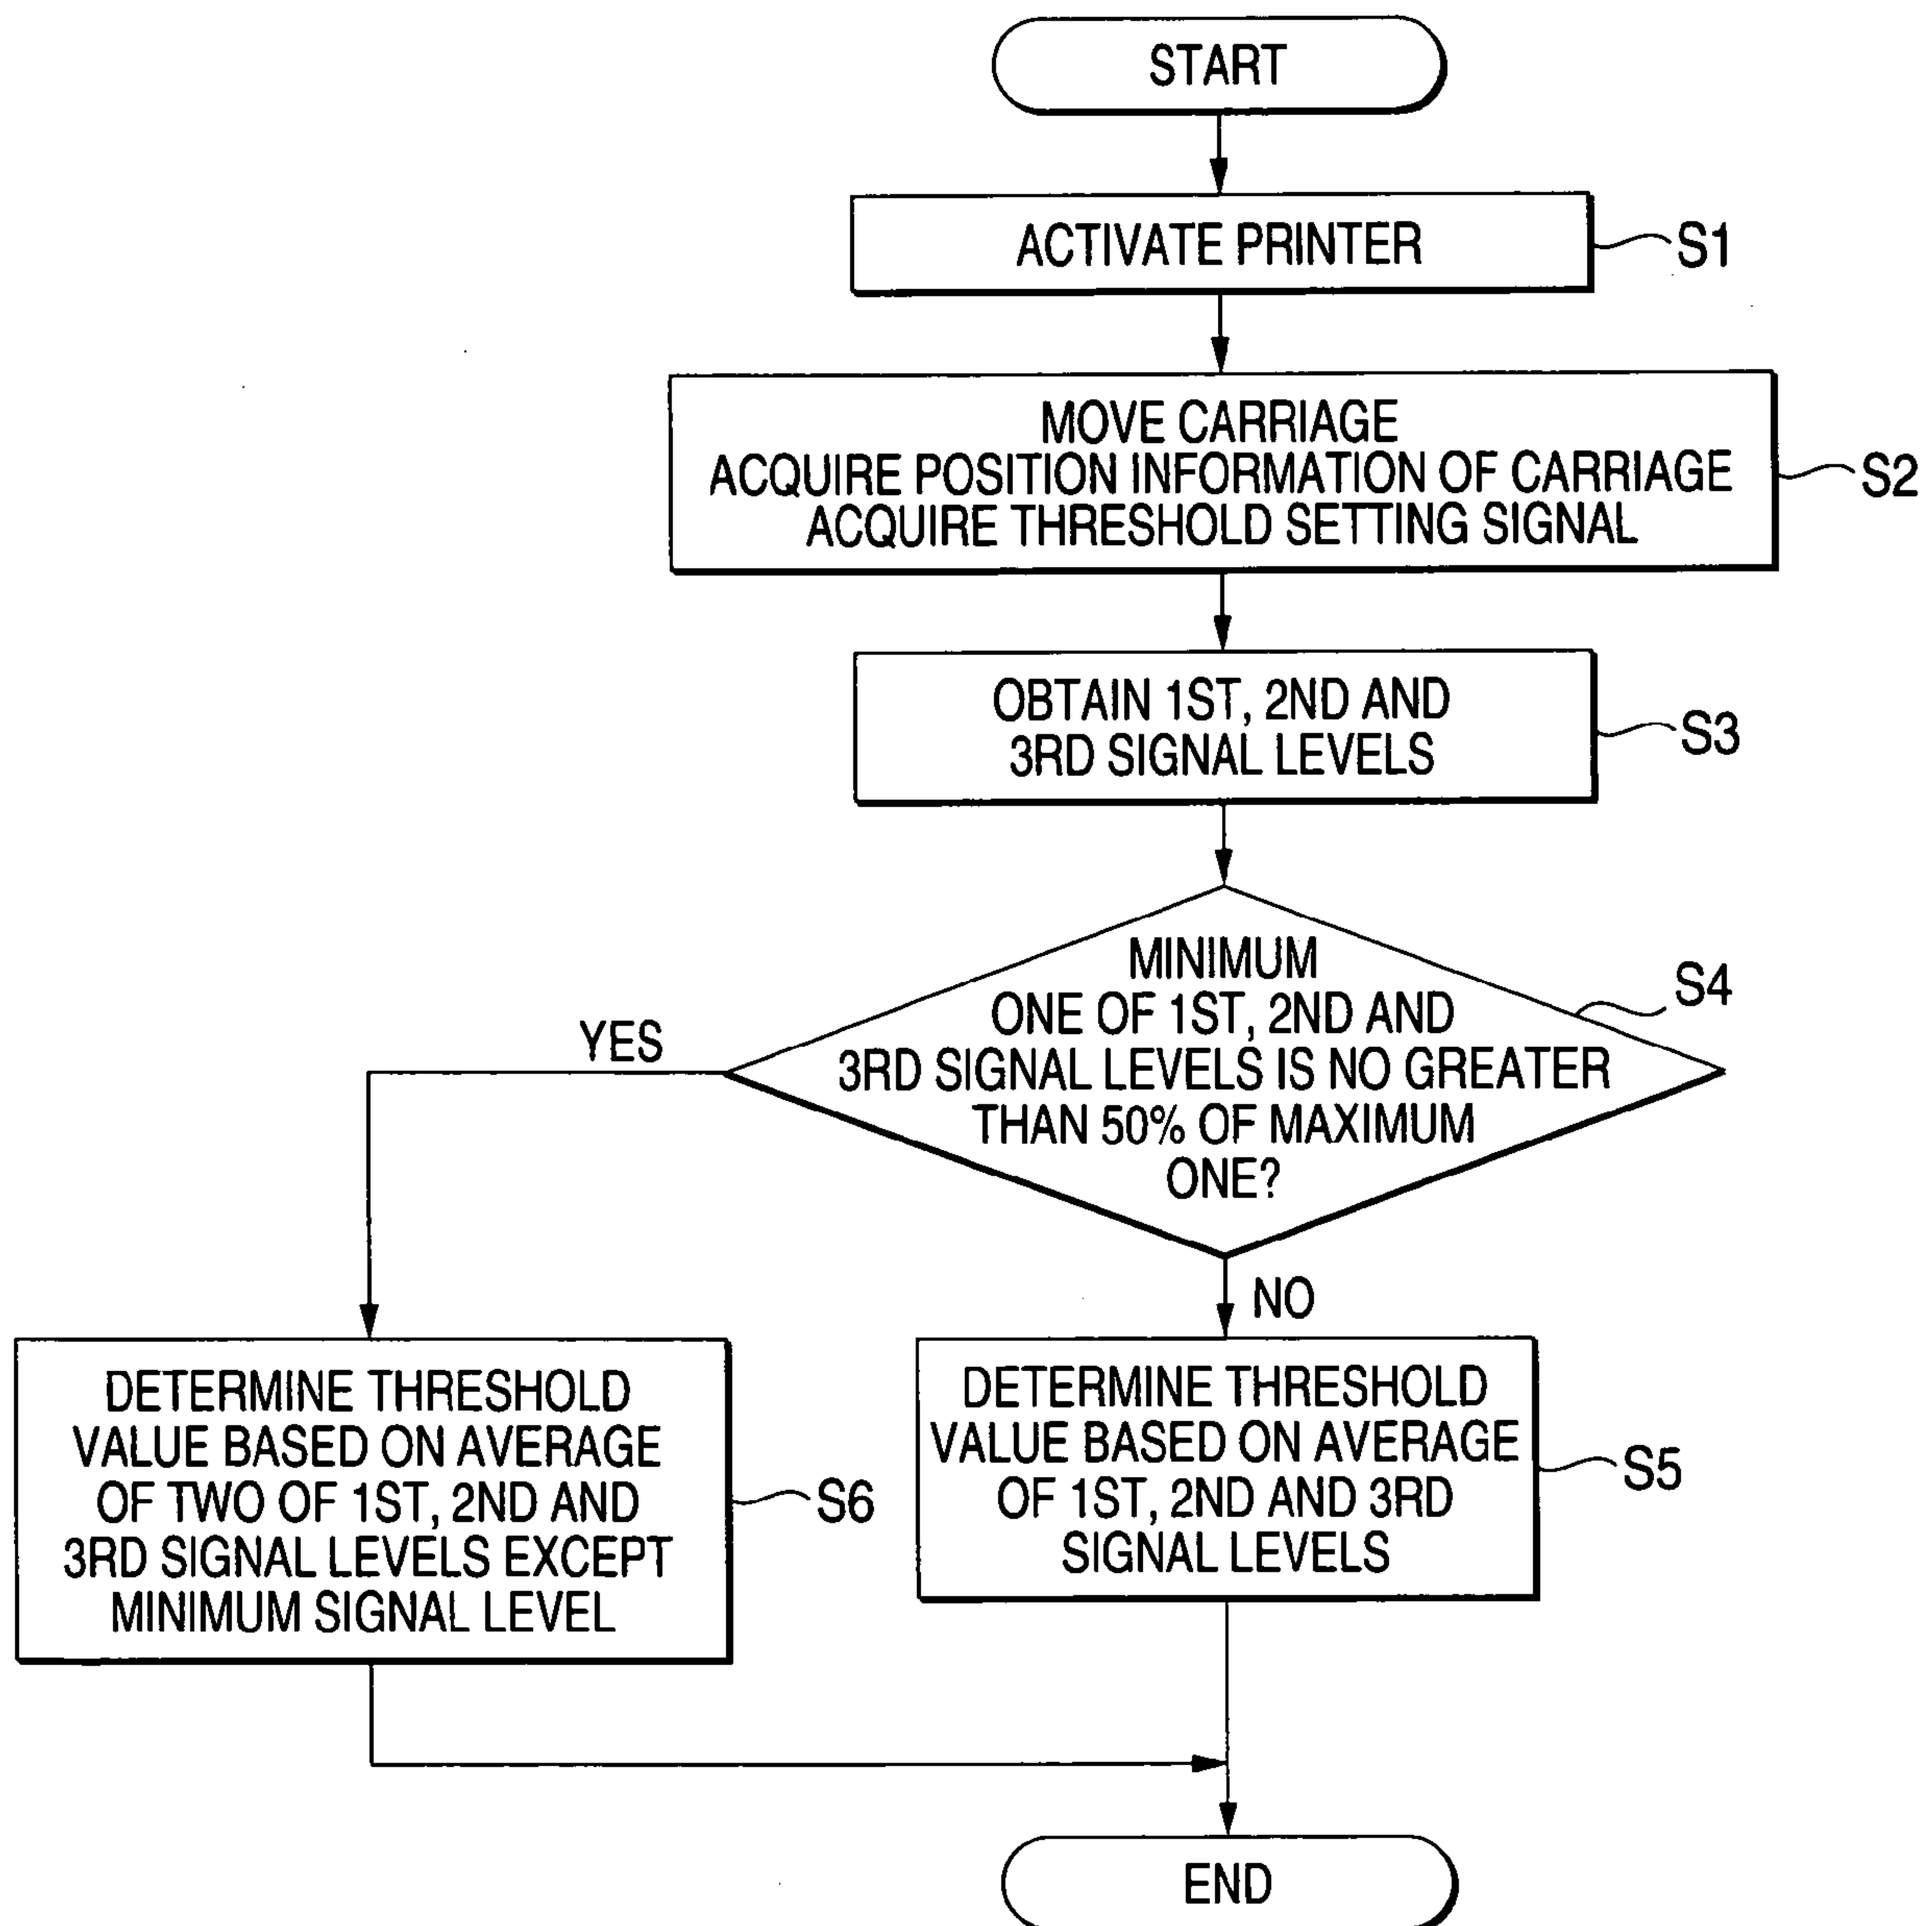 START
ACTIVATE PRINTER
S1
MOVE CARRIAGE
ACQUIRE POSITION INFORMATION OF CARRIAGE
ACQUIRE THRESHOLD SETTING SIGNAL
S2
OBTAIN 1ST, 2ND AND
3RD SIGNAL LEVELS
S3
MINIMUM
ONE OF 1ST, 2ND AND
3RD SIGNAL LEVELS IS NO GREATER
THAN 50% OF MAXIMUM
ONE?
S4
YES
NO
DETERMINE THRESHOLD
VALUE BASED ON AVERAGE
OF TWO OF 1ST, 2ND AND
3RD SIGNAL LEVELS EXCEPT
MINIMUM SIGNAL LEVEL
S6
DETERMINE THRESHOLD
VALUE BASED ON AVERAGE
OF 1ST, 2ND AND 3RD
SIGNAL LEVELS
S5
END